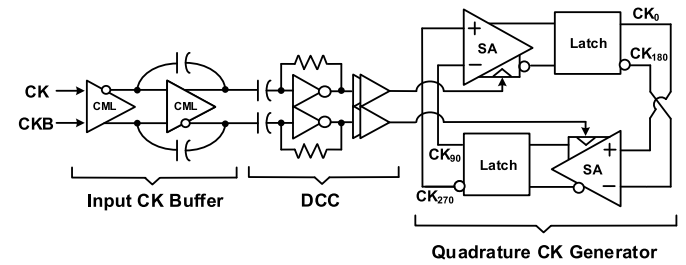 CK
CKB
CML
CML
Input CK Buffer
DCC
+
−
SA
Latch
CK0
CK180
CK90
CK270
Latch
SA
+
−
Quadrature CK Generator